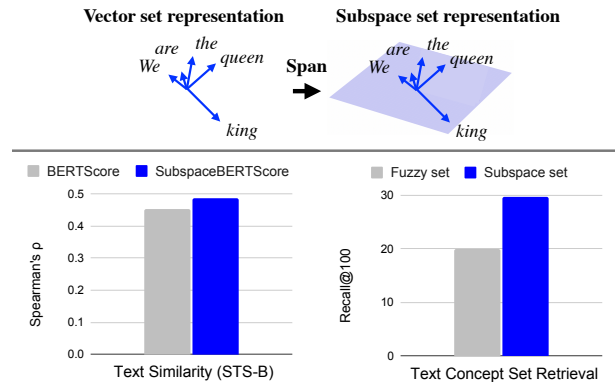 Vector set representation
Subspace set representation
are the
We queen
king
Span
are the
We queen
king
BERTScore SubspaceBERTScore
Spearman's ρ
0.5
0.4
0.3
0.2
0.1
0.0
Text Similarity (STS-B)
Fuzzy set Subspace set
Recall@100
30
20
10
0
Text Concept Set Retrieval